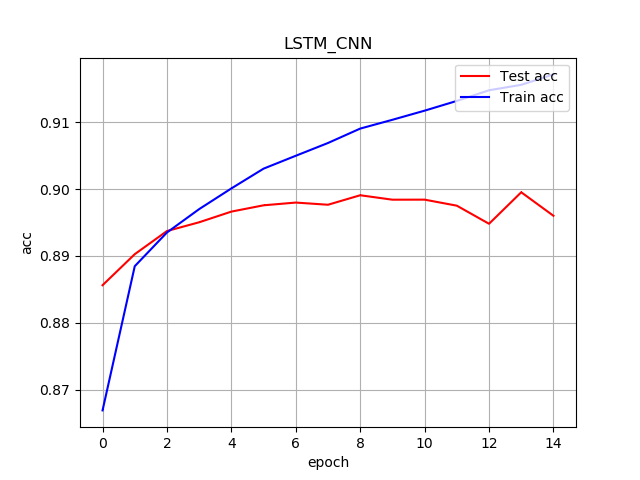 LSTM_CNN
Test acc
Train acc
0.91
0.90
0.89
0.88
0.87
acc
0 2 4 6 8 10 12 14
epoch